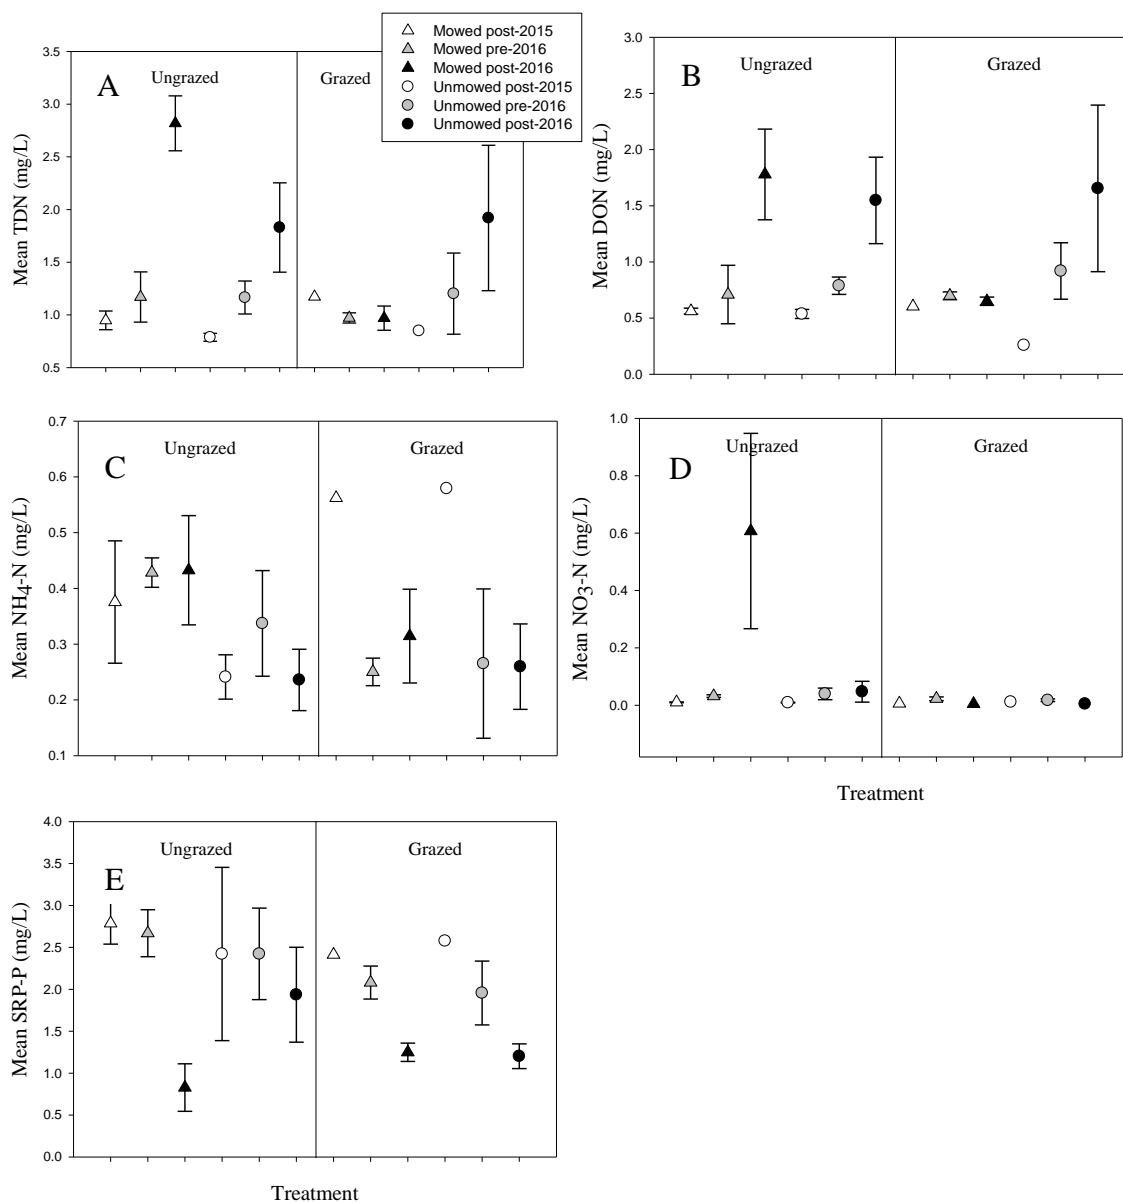 Mowed post-2015
Mowed pre-2016
Mowed post-2016
Unmowed post-2015
Unmowed pre-2016
Unmowed post-2016
A
Ungrazed
Grazed
Mean TDN (mg/L)
3.5
3.0
2.5
2.0
1.5
1.0
0.5
B
Ungrazed
Grazed
Mean DON (mg/L)
3.0
2.5
2.0
1.5
1.0
0.5
0.0
C
Ungrazed
Grazed
Mean NH4-N (mg/L)
0.7
0.6
0.5
0.4
0.3
0.2
0.1
D
Ungrazed
Grazed
Mean NO3-N (mg/L)
1.0
0.8
0.6
0.4
0.2
0.0
Treatment
E
Ungrazed
Grazed
Mean SRP-P (mg/L)
4.0
3.5
3.0
2.5
2.0
1.5
1.0
0.5
0.0
Treatment